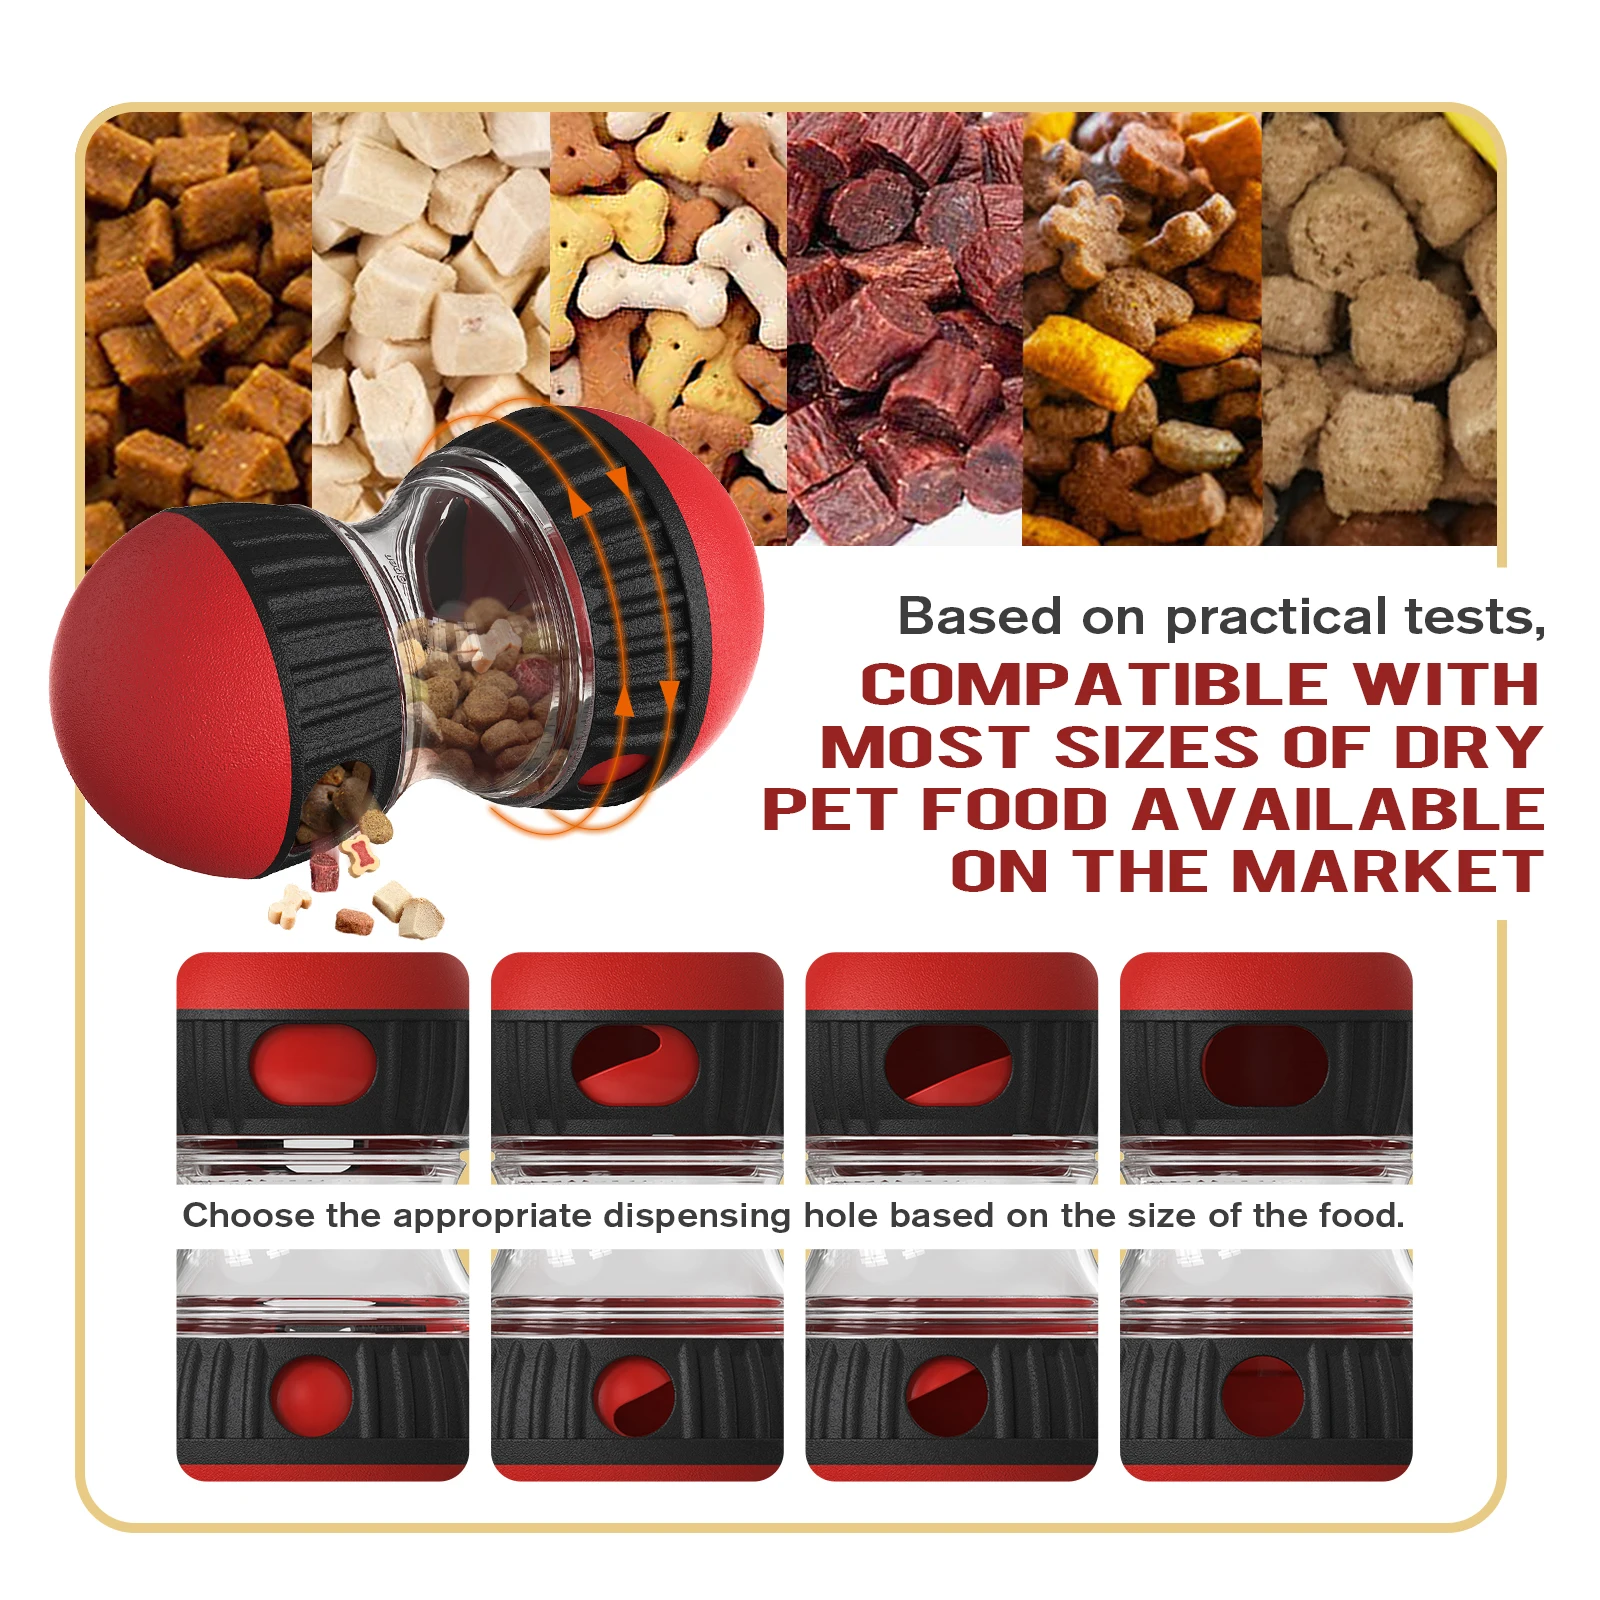 Based on practical tests,
COMPATIBLE WITH
MOST SIZES OF DRY
PET FOOD AVAILABLE
ON THE MARKET
Choose the appropriate dispensing hole based on the size of the food.